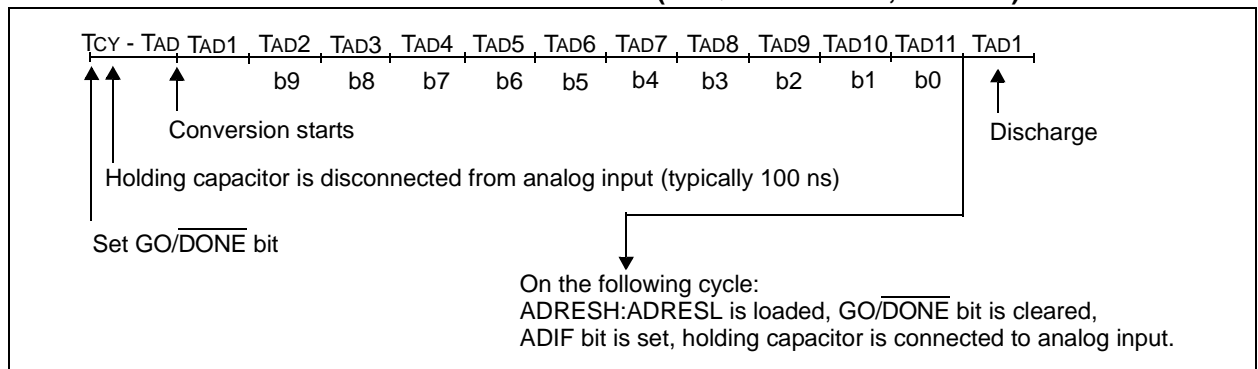 TCY - TAD TAD1 TAD2 TAD3 TAD4 TAD5 TAD6 TAD7 TAD8 TAD9 TAD10 TAD11 TAD1
b9 b8 b7 b6 b5 b4 b3 b2 b1 b0
Conversion starts
Discharge
Holding capacitor is disconnected from analog input (typically 100 ns)
Set GO/DONE bit
On the following cycle:
ADRESH:ADRESL is loaded, GO/DONE bit is cleared,
ADIF bit is set, holding capacitor is connected to analog input.